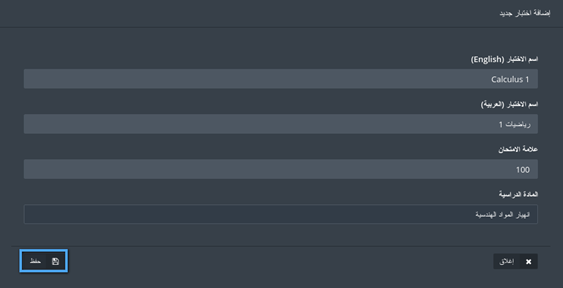 إضافة اختبار جديد
اسم الاختبار (English)
Calculus 1
اسم الاختبار (العربية)
رياضيات 1
علامة الامتحان
100
المادة الدراسية
انهيار المواد الهندسية
إغلاق
حفظ